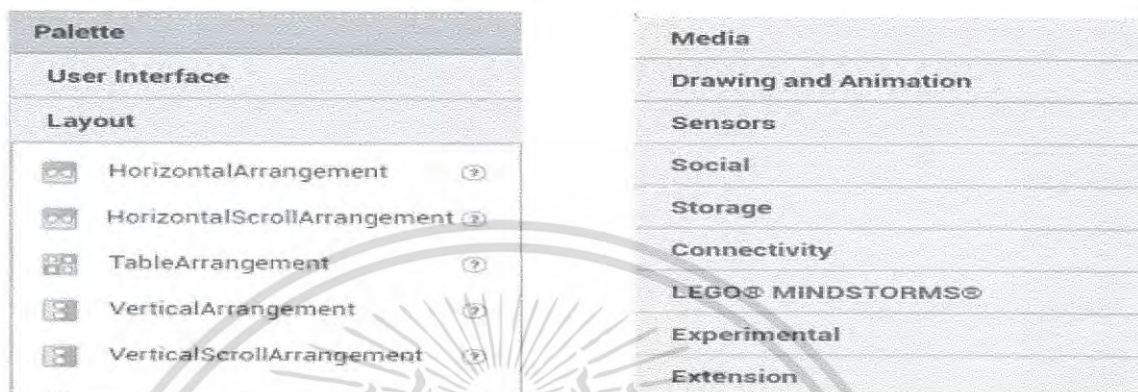 Palette
User Interface
Layout
HorizontalArrangement
HorizontalScrollArrangement
TableArrangement
VerticalArrangement
VerticalScrollArrangement
Media
Drawing and Animation
Sensors
Social
Storage
Connectivity
LEGO® MINDSTORMS®
Experimental
Extension